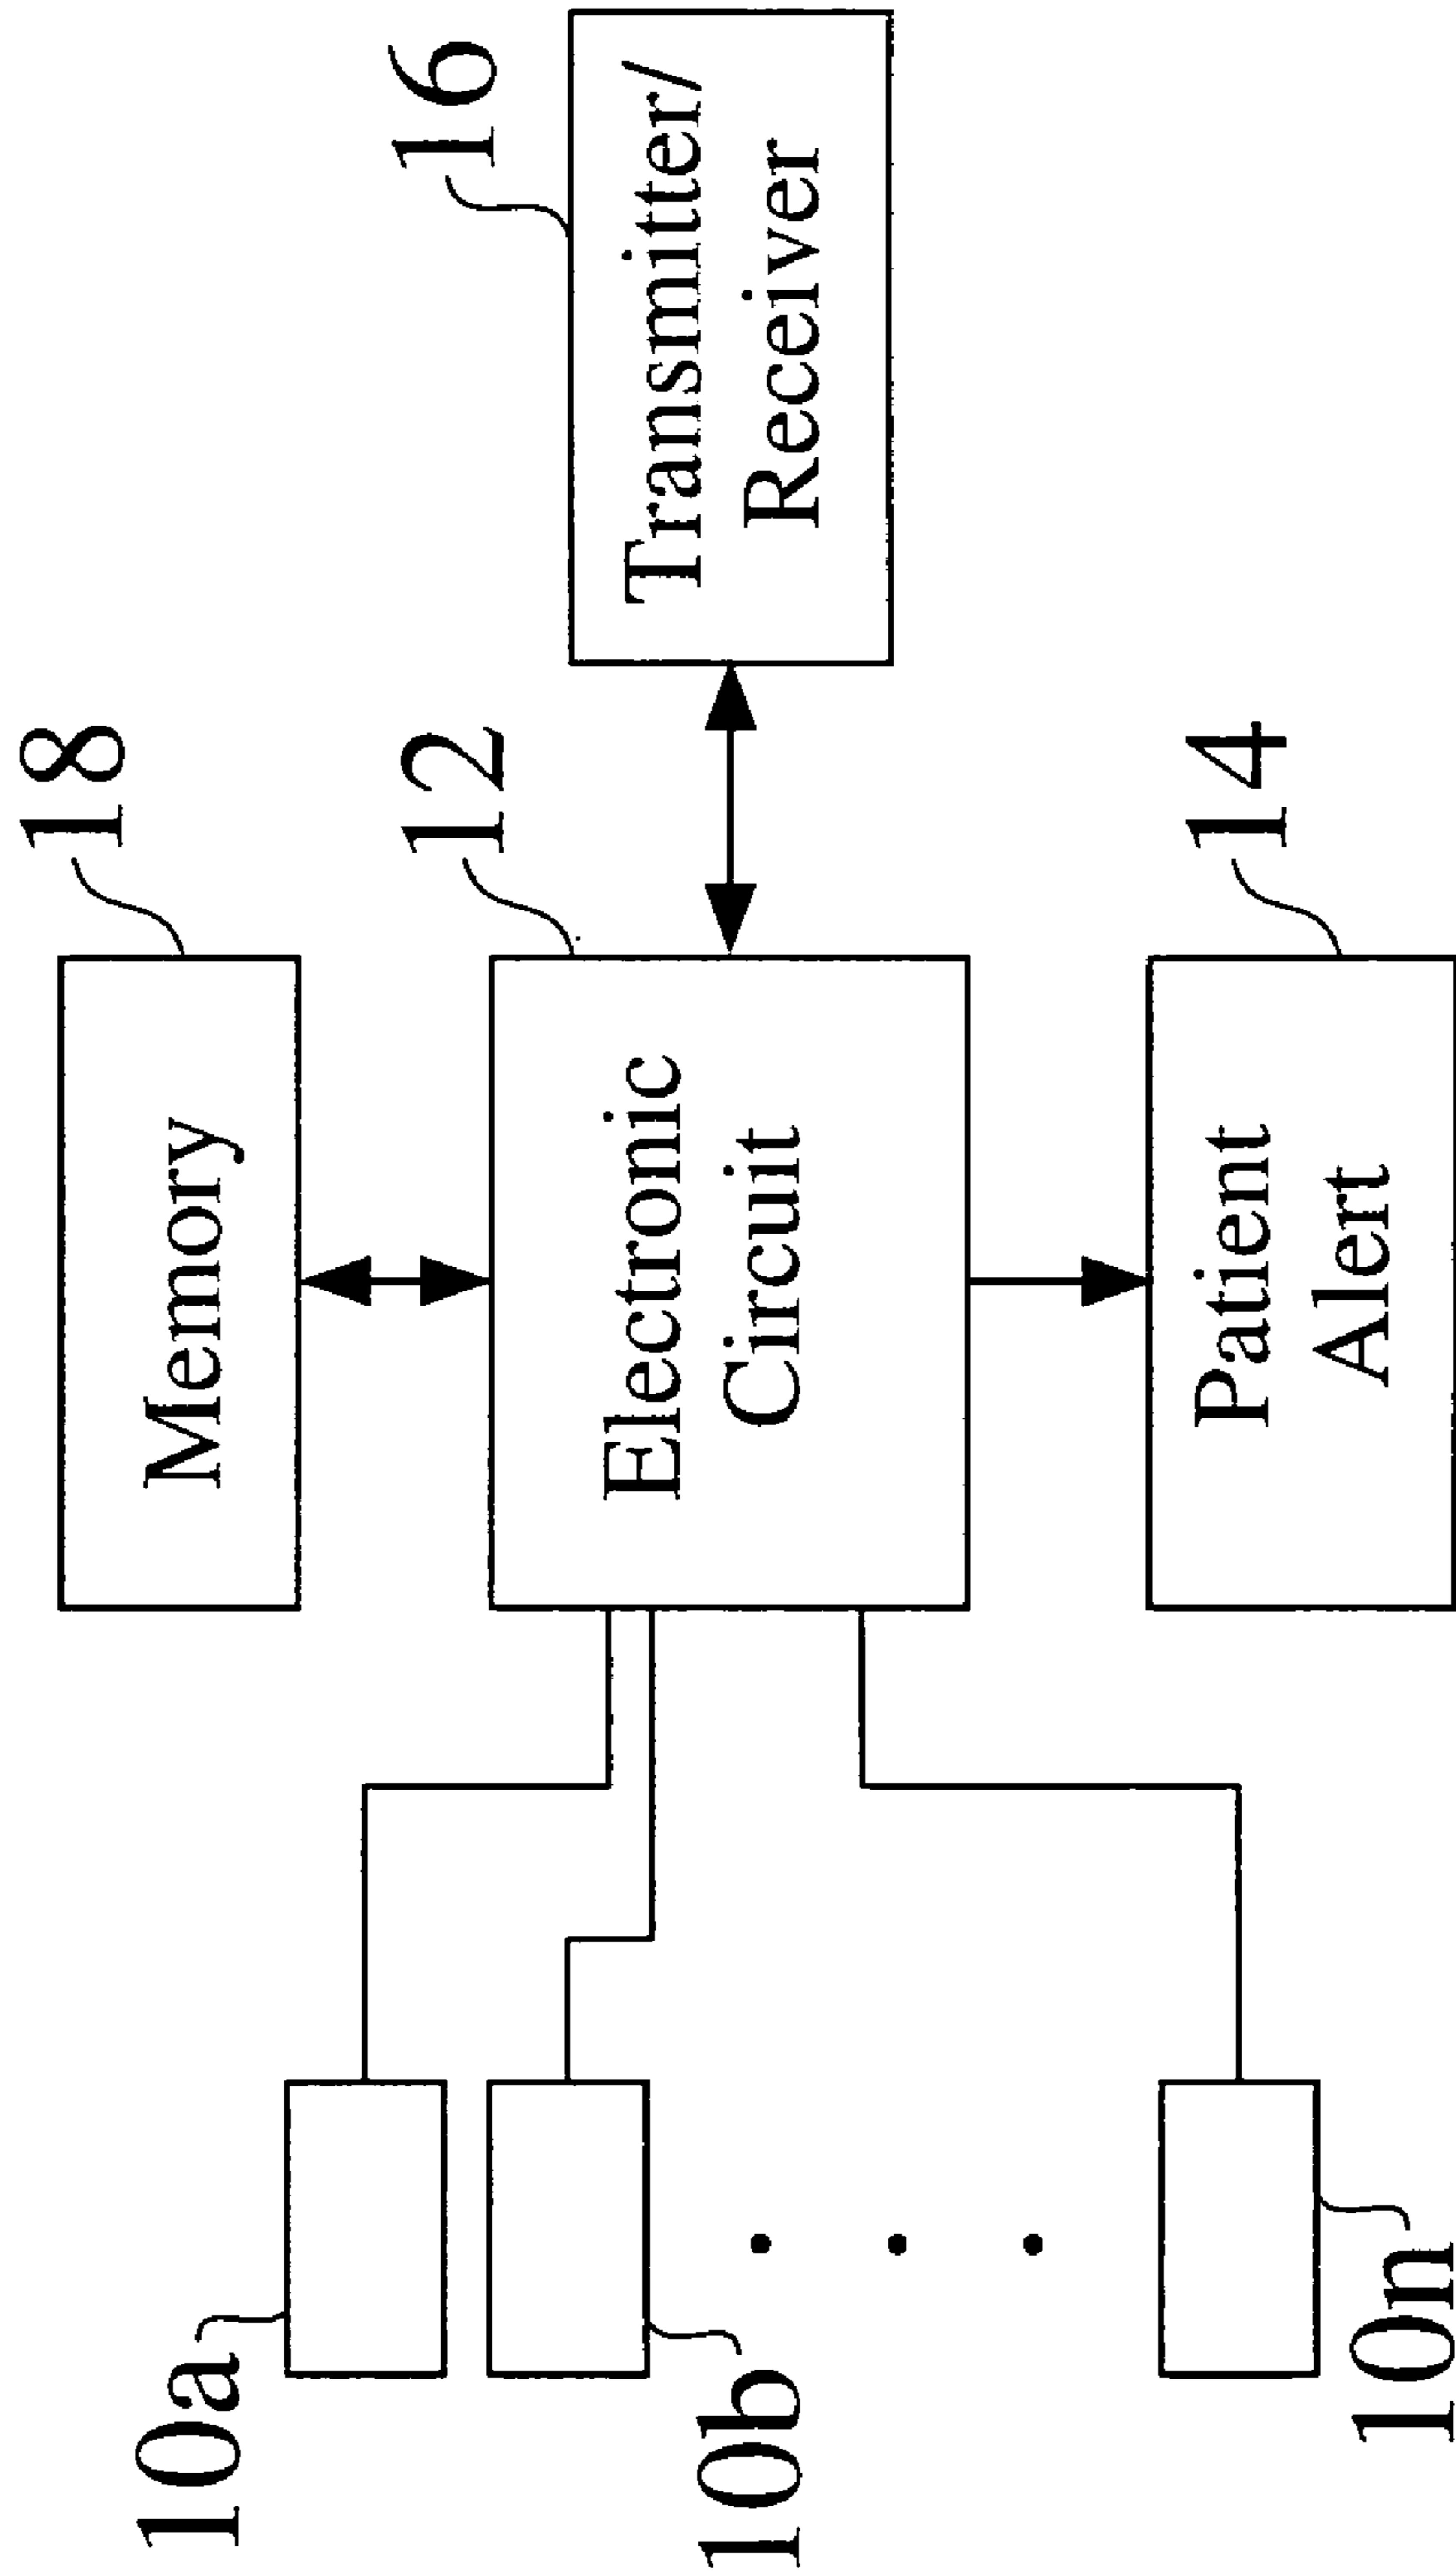 18
Memory
12
16
Electronic
Circuit
Transmitter/
Receiver
10a
10b
14
Patient
Alert
10n